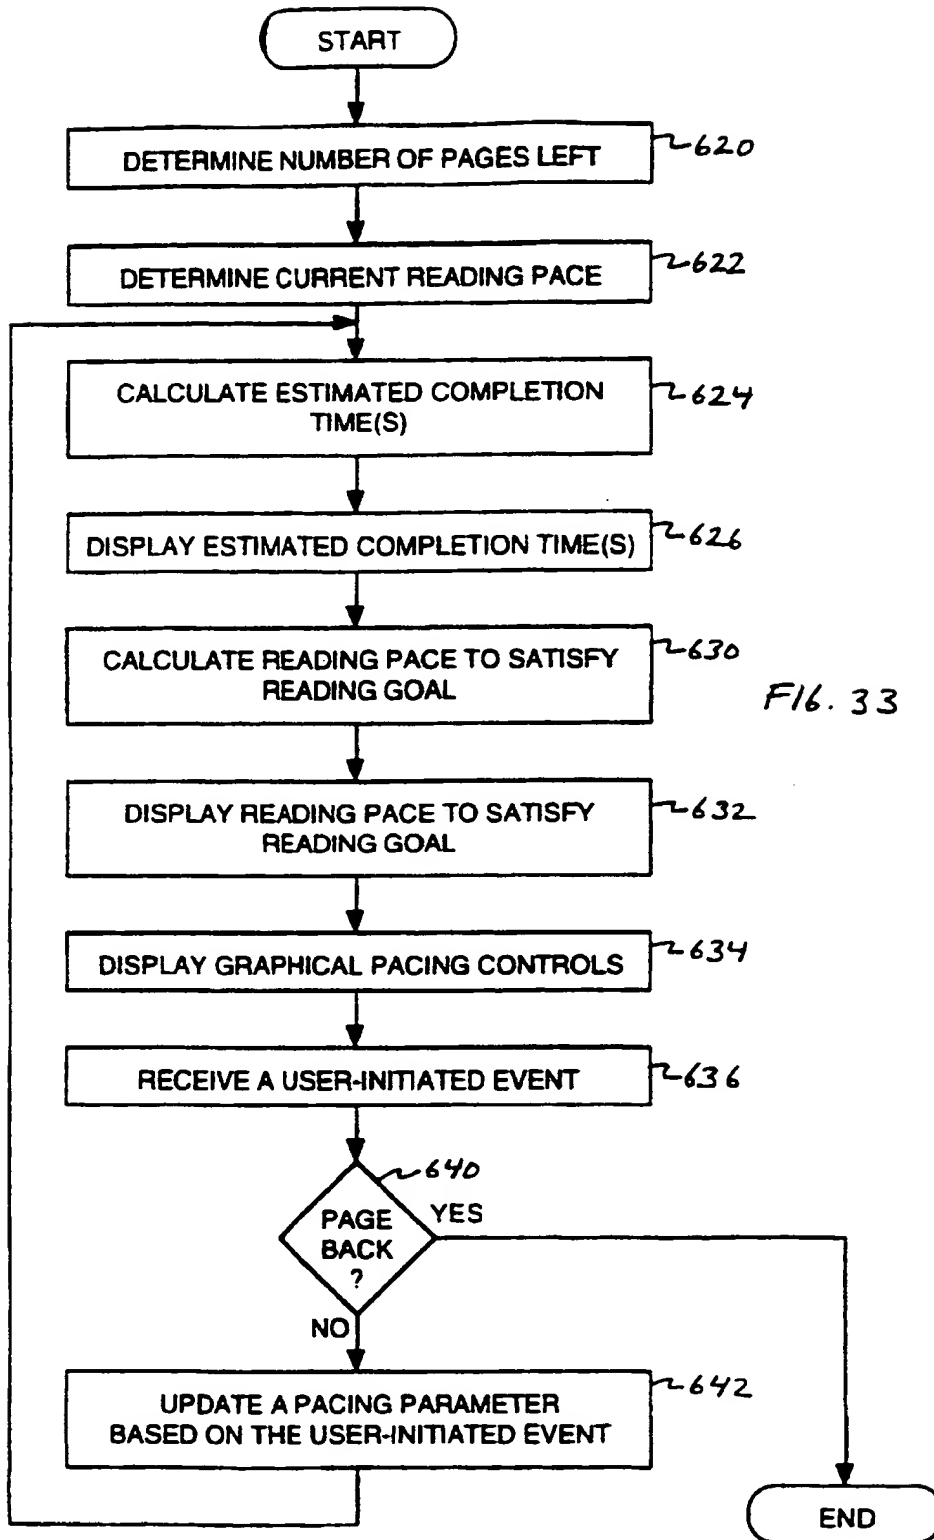 START
DETERMINE NUMBER OF PAGES LEFT
620
DETERMINE CURRENT READING PACE
622
CALCULATE ESTIMATED COMPLETION
TIME(S)
624
DISPLAY ESTIMATED COMPLETION TIME(S)
626
CALCULATE READING PACE TO SATISFY
READING GOAL
630
FIG. 33
DISPLAY READING PACE TO SATISFY
READING GOAL
632
DISPLAY GRAPHICAL PACING CONTROLS
634
RECEIVE A USER-INITIATED EVENT
636
640
PAGE
BACK
?
YES
NO
UPDATE A PACING PARAMETER
BASED ON THE USER-INITIATED EVENT
642
END